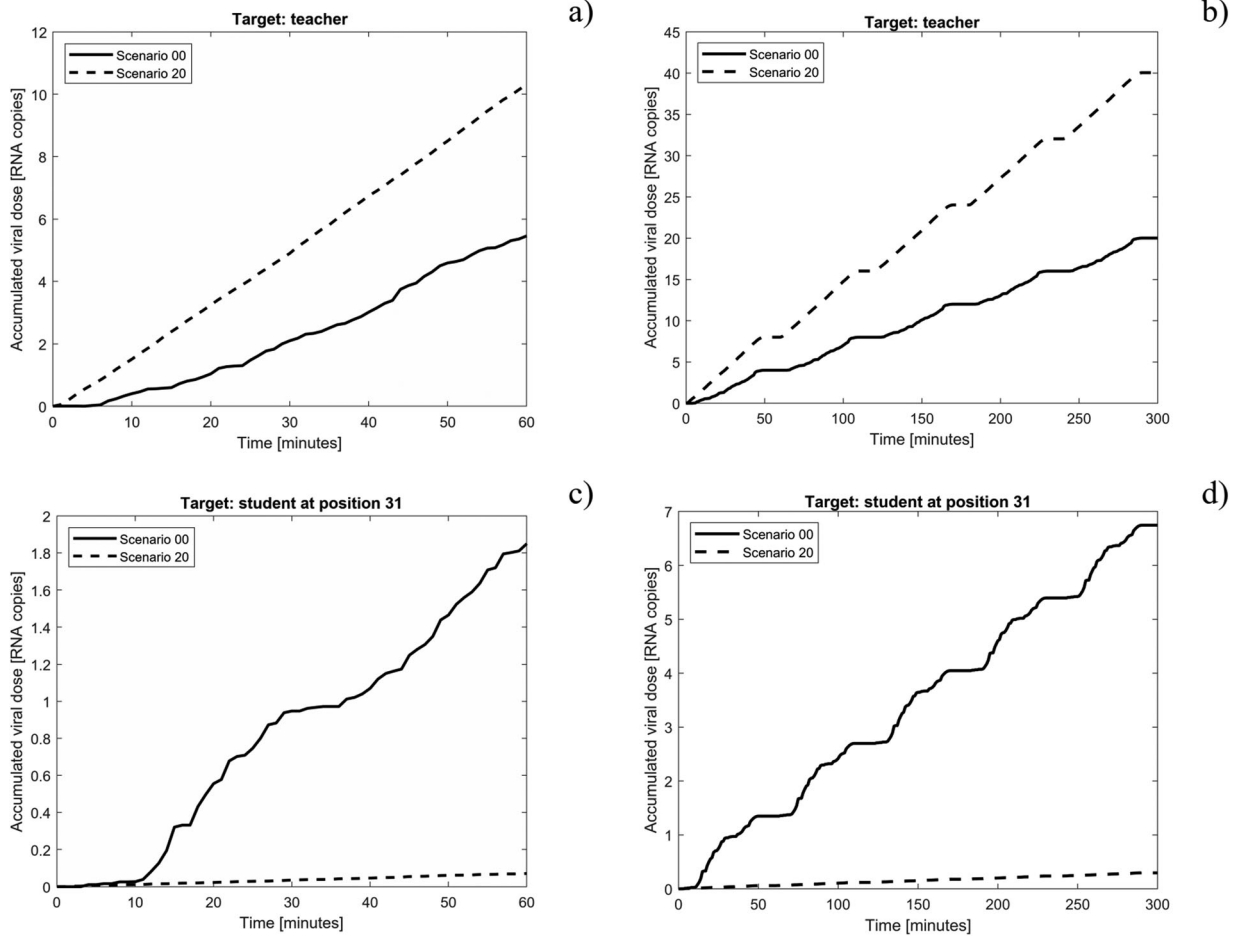 Target: teacher
a)
Accumulated viral dose [RNA copies]
12
10
8
6
4
2
0
Scenario 00
Scenario 20
0 10 20 30 40 50 60
Time [minutes]
Target: teacher
b)
Accumulated viral dose [RNA copies]
45
40
35
30
25
20
15
10
5
0
Scenario 00
Scenario 20
0 50 100 150 200 250 300
Time [minutes]
Target: student at position 31
c)
Accumulated viral dose [RNA copies]
2
1.8
1.6
1.4
1.2
1
0.8
0.6
0.4
0.2
0
Scenario 00
Scenario 20
0 10 20 30 40 50 60
Time [minutes]
Target: student at position 31
d)
Accumulated viral dose [RNA copies]
7
6
5
4
3
2
1
0
Scenario 00
Scenario 20
0 50 100 150 200 250 300
Time [minutes]